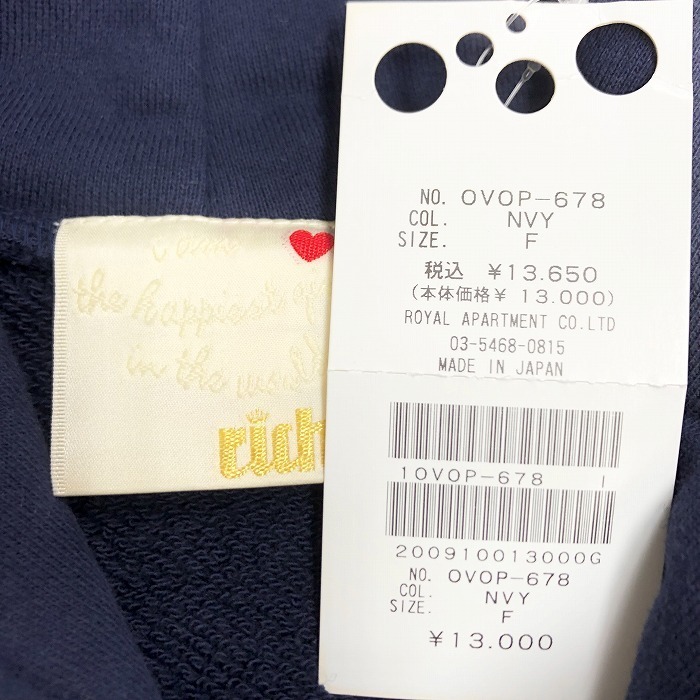 the happiest
in the world
rich
NO. OVOP-678
COL. NVY
SIZE. F
税込 ¥13.650
(本体価格¥ 13.000)
ROYAL APARTMENT CO.LTD
03-5468-0815
MADE IN JAPAN
10VOP-678 1
200910013000G
NO. OVOP-678
COL. NVY
SIZE. F
¥13.000